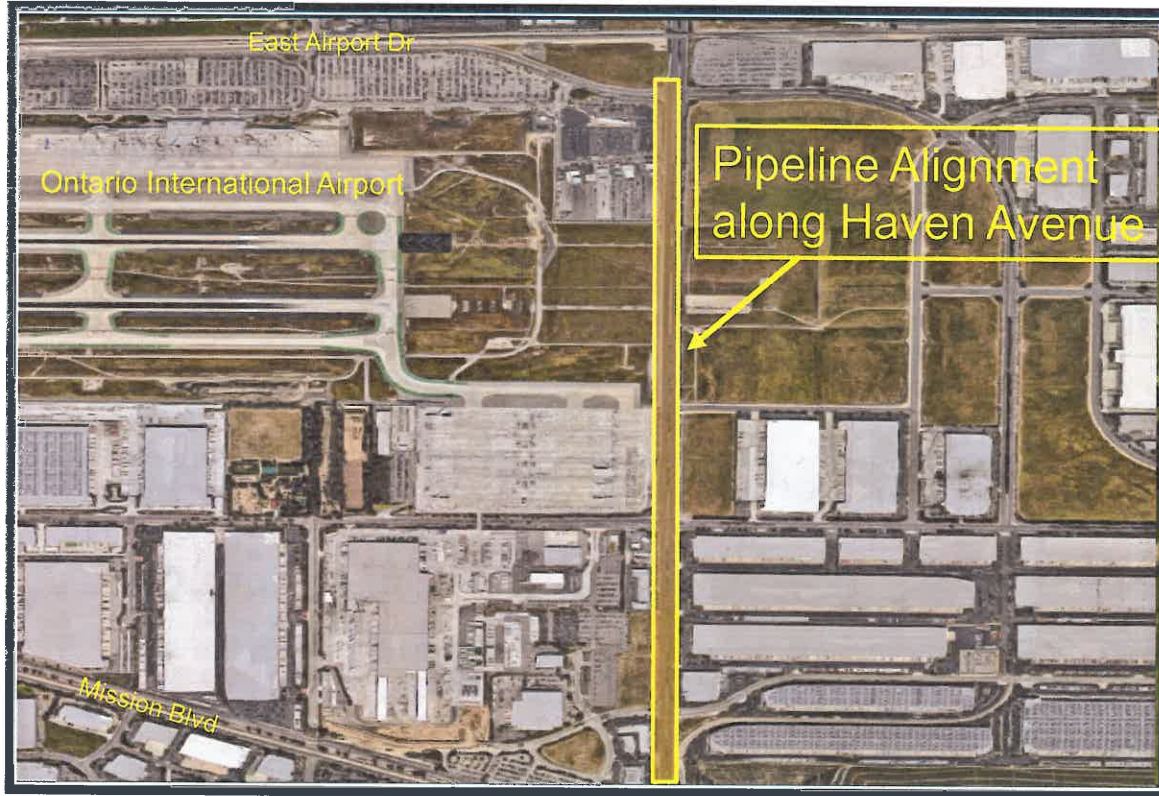 East Airport Dr
Pipeline Alignment
along Haven Avenue
Ontario International Airport
Mission Blvd